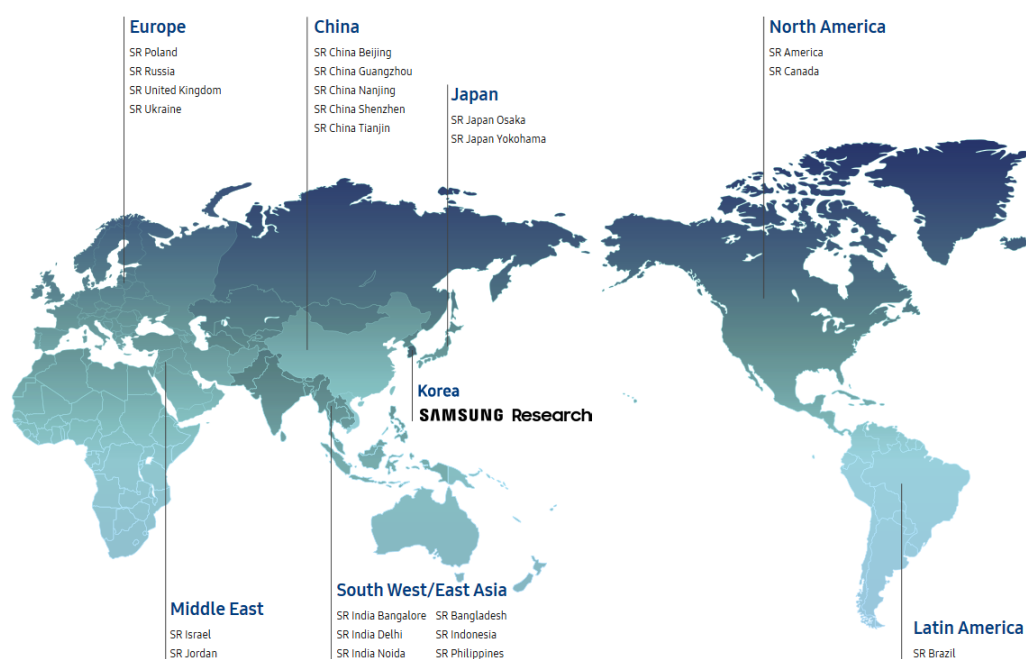 Europe
SR Poland
SR Russia
SR United Kingdom
SR Ukraine
China
SR China Beijing
SR China Guangzhou
SR China Nanjing
SR China Shenzhen
SR China Tianjin
Japan
SR Japan Osaka
SR Japan Yokohama
North America
SR America
SR Canada
Korea
SAMSUNG Research
Middle East
SR Israel
SR Jordan
South West/East Asia
SR India Bangalore
SR India Delhi
SR India Noida
SR Bangladesh
SR Indonesia
SR Philippines
Latin America
SR Brazil